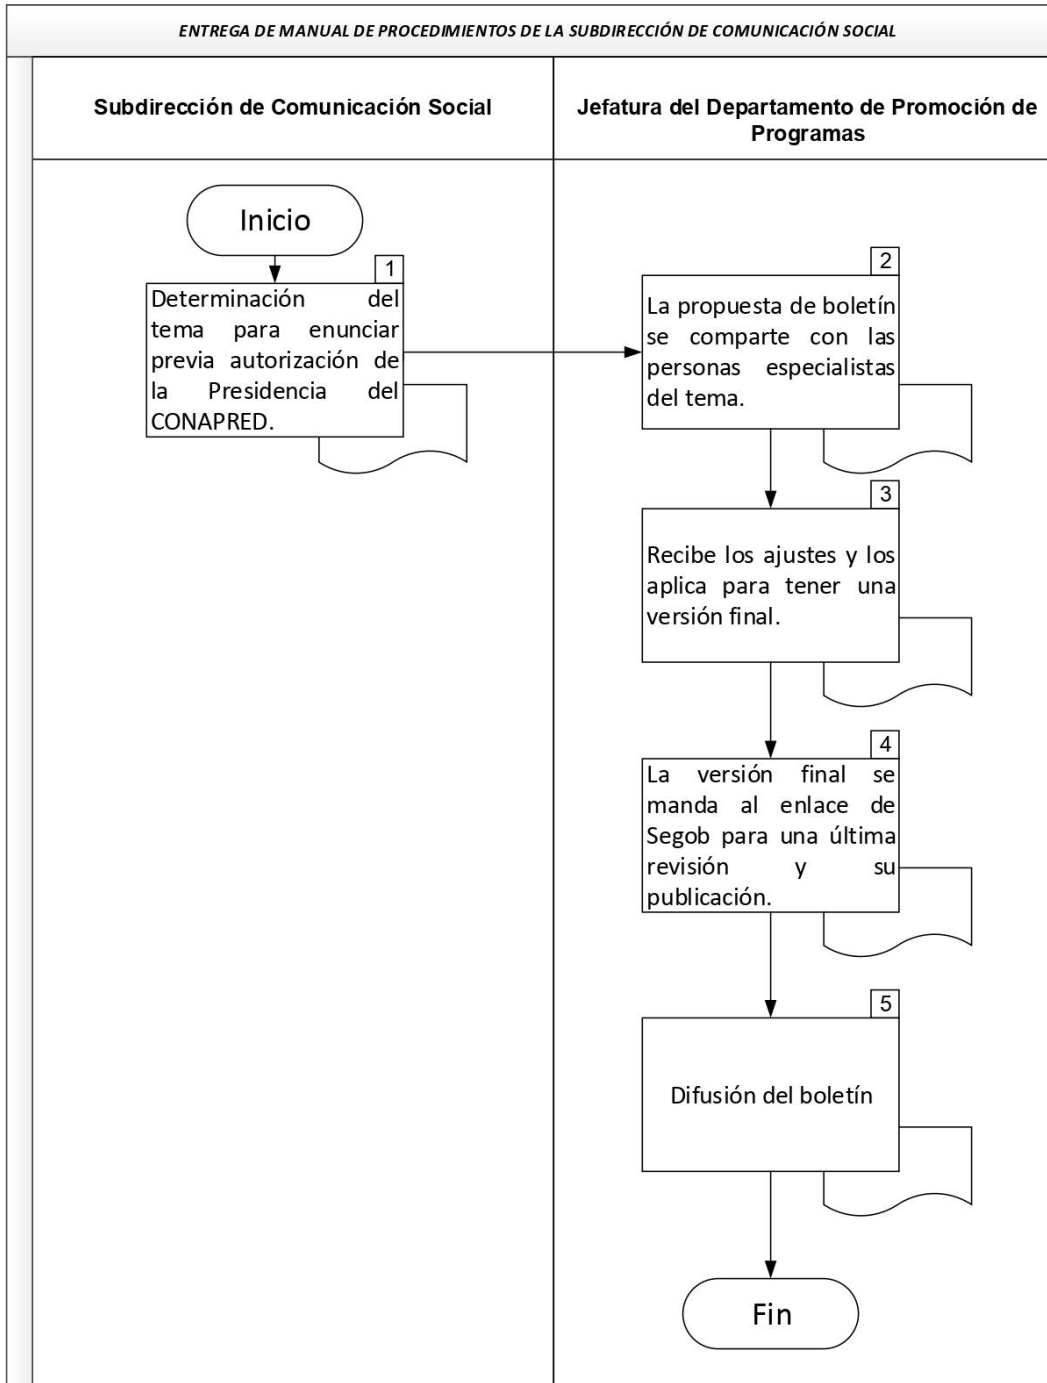 ENTREGA DE MANUAL DE PROCEDIMIENTOS DE LA SUBDIRECCIÓN DE COMUNICACIÓN SOCIAL
Subdirección de Comunicación Social
Jefatura del Departamento de Promoción de
Programas
Inicio
1
Determinación del
tema para enunciar
previa autorización de
la Presidencia del
CONAPRED.
2
La propuesta de boletín
se comparte con las
personas especialistas
del tema.
3
Recibe los ajustes y los
aplica para tener una
versión final.
4
La versión final se
manda al enlace de
Segob para una última
revisión y su
publicación.
5
Difusión del boletín
Fin